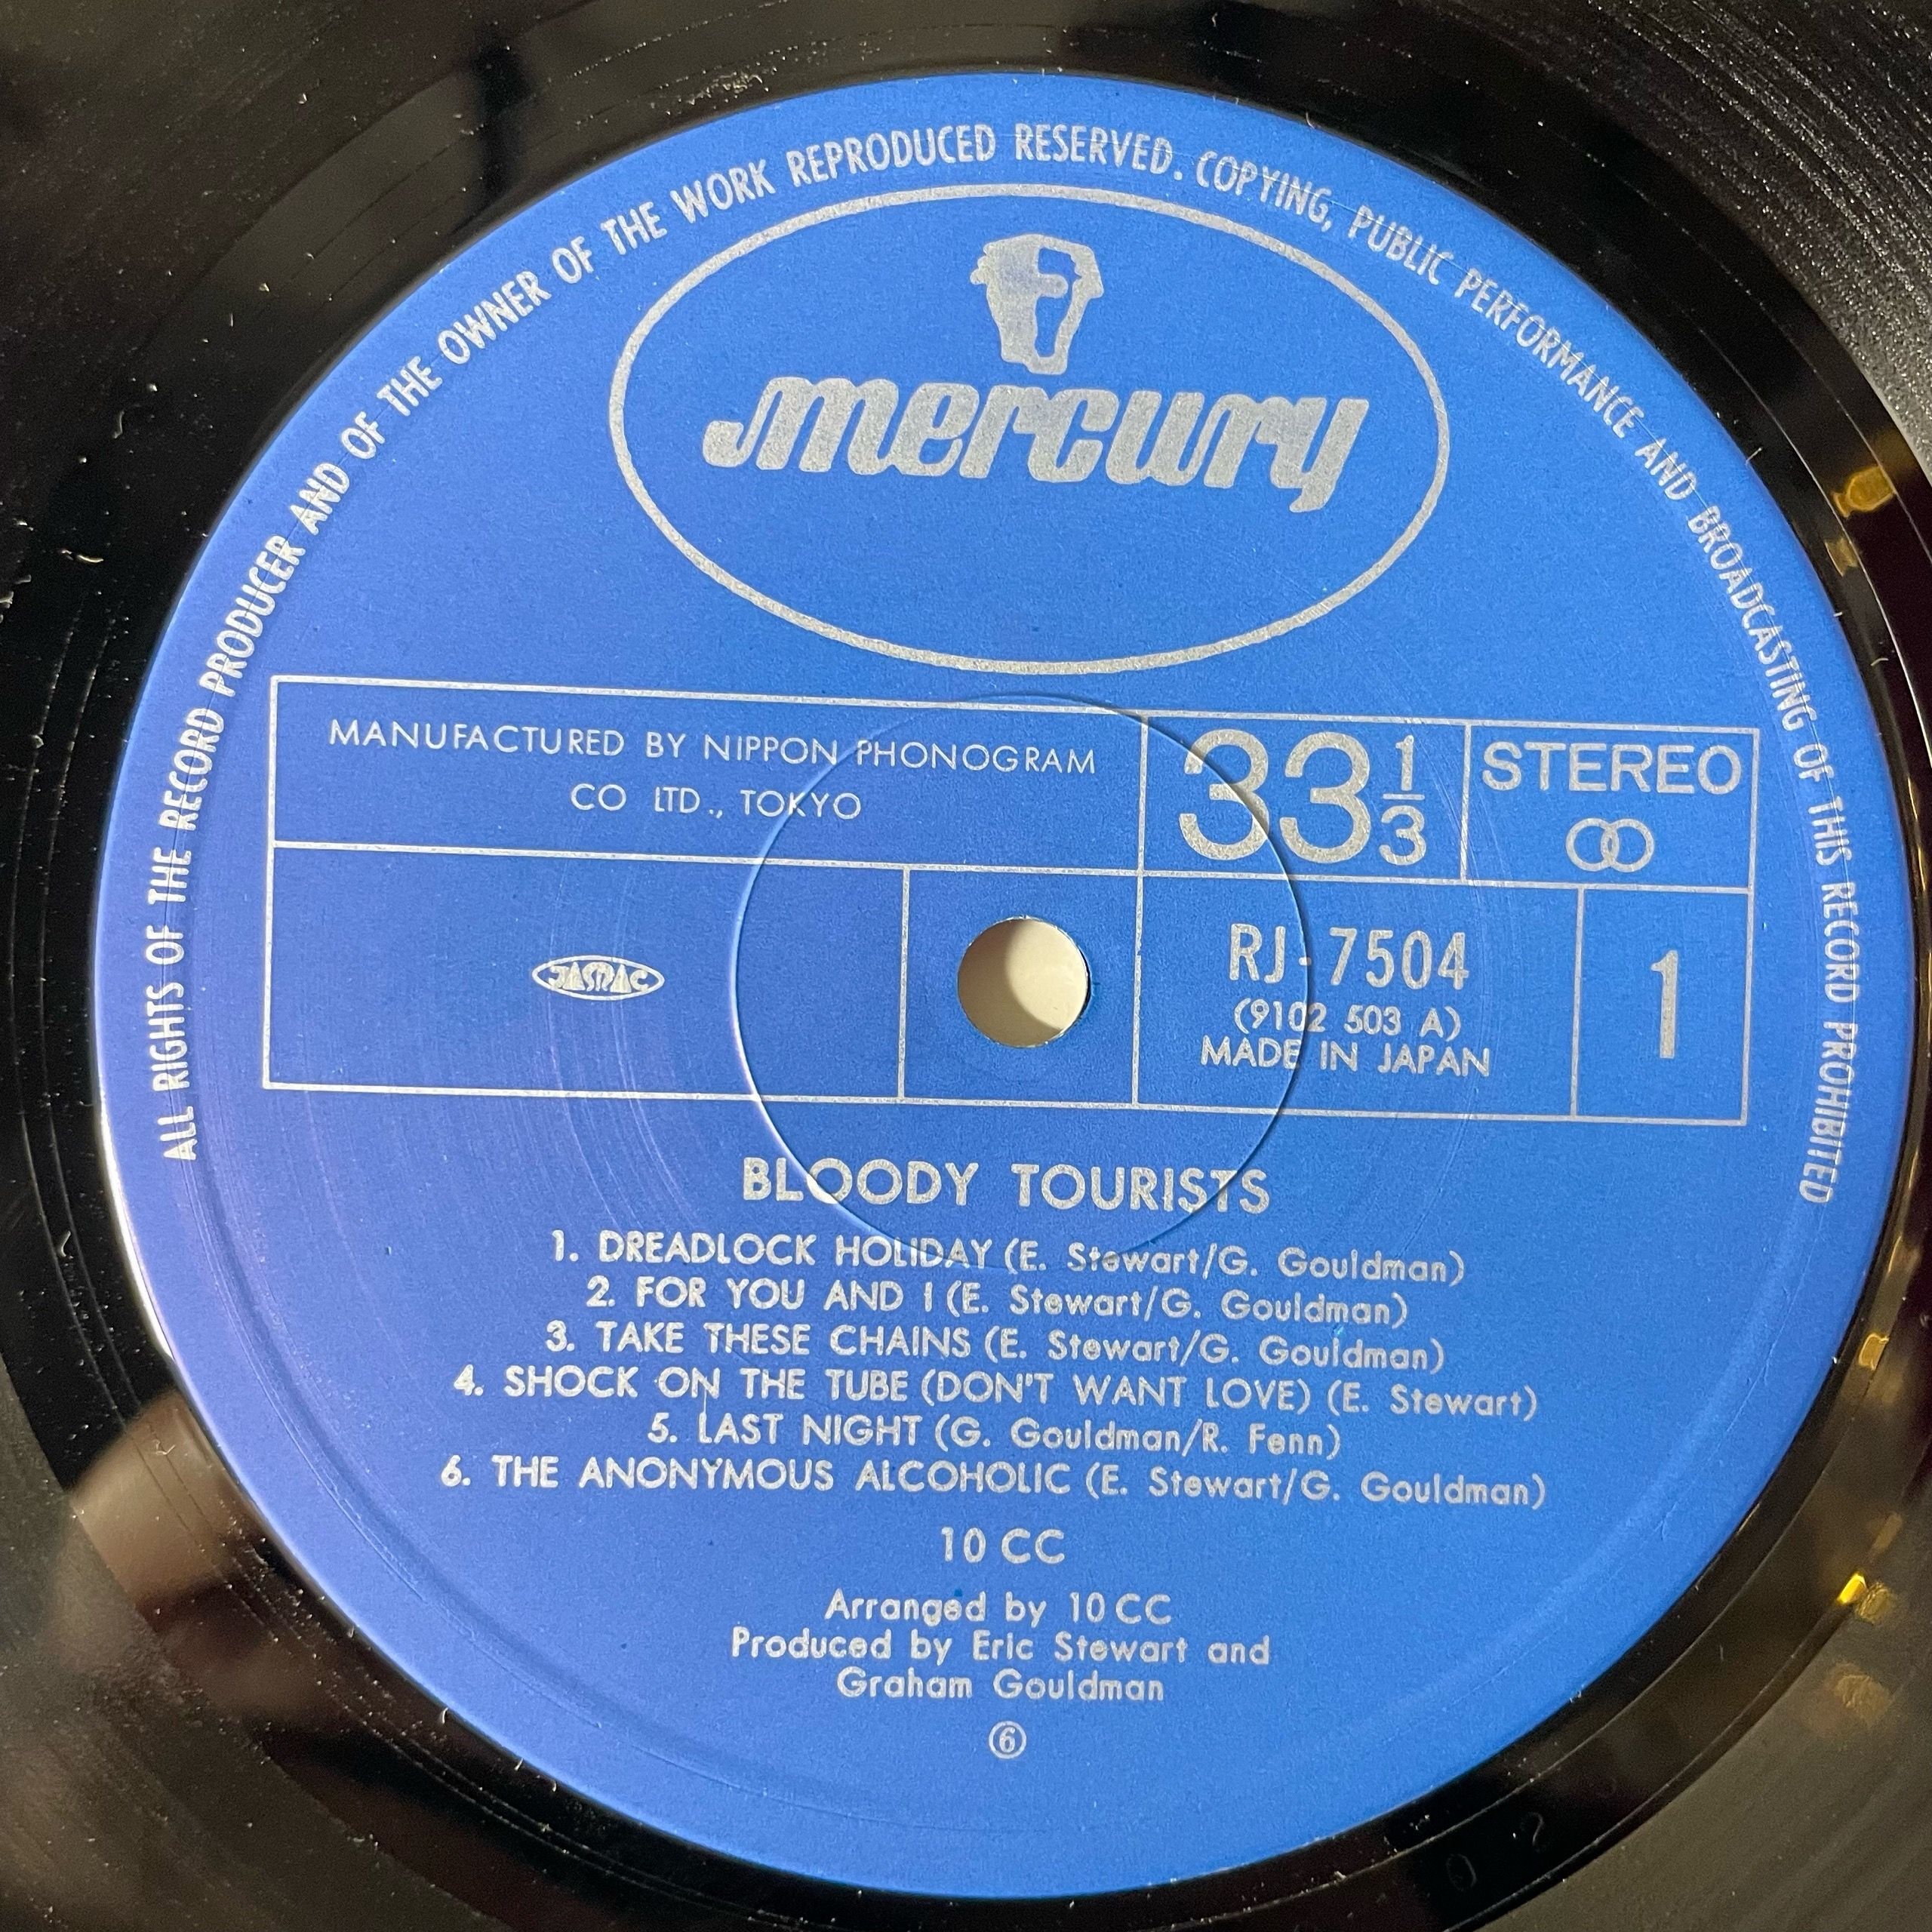 ALL RIGHTS OF THE RECORD PRODUCER AND OF THE OWNER OF THE WORK REPRODUCED RESERVED. COPYING, PUBLIC PERFORMANCE AND BROADCASTING OF THIS RECORD PROHIBITED
mercury
MANUFACTURED BY NIPPON PHONOGRAM
CO LTD., TOKYO
33 1/3
STEREO
JASRAC
RJ-7504
(9102 503 A)
MADE IN JAPAN
1
BLOODY TOURISTS
1. DREADLOCK HOLIDAY (E. Stewart/G. Gouldman)
2. FOR YOU AND I (E. Stewart/G. Gouldman)
3. TAKE THESE CHAINS (E. Stewart/G. Gouldman)
4. SHOCK ON THE TUBE (DON'T WANT LOVE) (E. Stewart)
5. LAST NIGHT (G. Gouldman/R. Fenn)
6. THE ANONYMOUS ALCOHOLIC (E. Stewart/G. Gouldman)
10 CC
Arranged by 10 CC
Produced by Eric Stewart and
Graham Gouldman
⑥